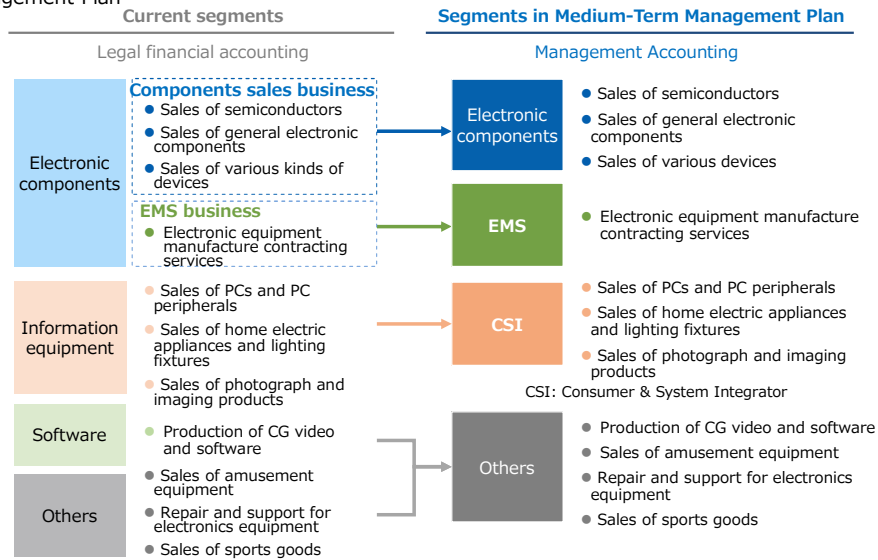 Current segments
Legal financial accounting
Electronic
components
Components sales business
● Sales of semiconductors
● Sales of general electronic
components
● Sales of various kinds of
devices
EMS business
● Electronic equipment
manufacture contracting
services
Information
equipment
● Sales of PCs and PC
peripherals
● Sales of home electric
appliances and lighting
fixtures
● Sales of photograph and
imaging products
Software
● Production of CG video
and software
Others
● Sales of amusement
equipment
● Repair and support for
electronics equipment
● Sales of sports goods
Segments in Medium-Term Management Plan
Management Accounting
Electronic
components
● Sales of semiconductors
● Sales of general electronic
components
● Sales of various devices
EMS
● Electronic equipment manufacture
contracting services
CSI
● Sales of PCs and PC peripherals
● Sales of home electric appliances
and lighting fixtures
● Sales of photograph and imaging
products
CSI: Consumer & System Integrator
Others
● Production of CG video and software
● Sales of amusement equipment
● Repair and support for electronics
equipment
● Sales of sports goods